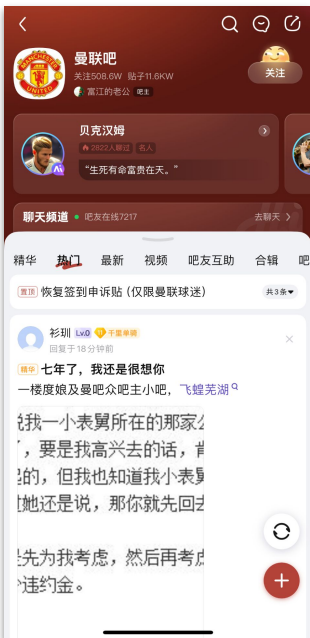 MANCHESTER
UNITED
曼联吧
关注508.6W 贴子11.6KW
富江的老公 吧主
关注
贝克汉姆
2822人聊过 名人
“生死有命富贵在天。”
Ai
聊天频道 吧友在线7217
去聊天
精华 热门 最新 视频 吧友互助 合辑 吧
置顶 恢复签到申诉贴 (仅限曼联球迷)
共3条
衫玔 Lv.0 千里单骑
回复于18分钟前
精华 七年了，我还是很想你
一楼度娘及曼吧众吧主小吧，飞蝗芜湖
我一小表舅所在的那家
，要是我高兴去的话，肯
的，但我也知道我小表舅
她还是说，那你就先回去
是先为我考虑，然后再考虑
违约金。